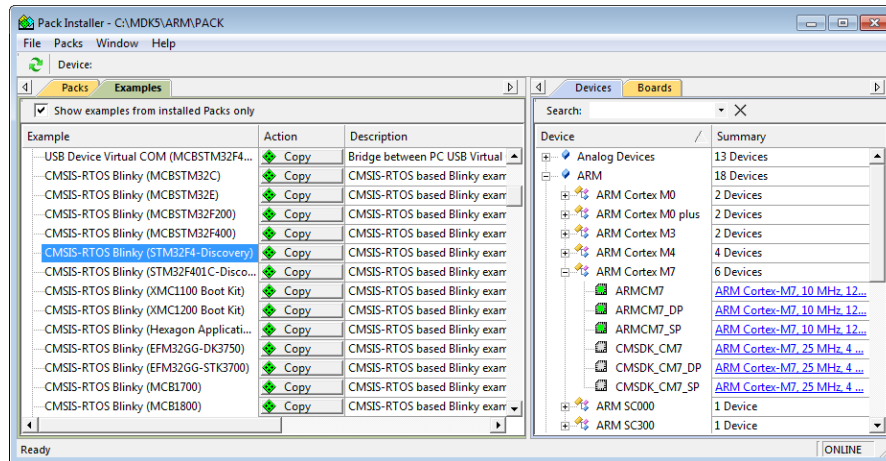 Pack Installer - C:\MDK5\ARM\PACK
File Packs Window Help
Device:
Packs Examples
Show examples from installed Packs only
Example Action Description
USB Device Virtual COM (MCBSTM32F4... Copy Bridge between PC USB Virtual
CMSIS-RTOS Blinky (MCBSTM32C) Copy CMSIS-RTOS based Blinky exam
CMSIS-RTOS Blinky (MCBSTM32E) Copy CMSIS-RTOS based Blinky exam
CMSIS-RTOS Blinky (MCBSTM32F200) Copy CMSIS-RTOS based Blinky exam
CMSIS-RTOS Blinky (MCBSTM32F400) Copy CMSIS-RTOS based Blinky exam
CMSIS-RTOS Blinky (STM32F4-Discovery) Copy CMSIS-RTOS based Blinky exam
CMSIS-RTOS Blinky (STM32F401C-Disco... Copy CMSIS-RTOS based Blinky exam
CMSIS-RTOS Blinky (XMC1100 Boot Kit) Copy CMSIS-RTOS based Blinky exam
CMSIS-RTOS Blinky (XMC1200 Boot Kit) Copy CMSIS-RTOS based Blinky exam
CMSIS-RTOS Blinky (Hexagon Applicati... Copy CMSIS-RTOS based Blinky exam
CMSIS-RTOS Blinky (EFM32GG-DK3750) Copy CMSIS-RTOS based Blinky exam
CMSIS-RTOS Blinky (EFM32GG-STK3700) Copy CMSIS-RTOS based Blinky exam
CMSIS-RTOS Blinky (MCB1700) Copy CMSIS-RTOS based Blinky exam
CMSIS-RTOS Blinky (MCB1800) Copy CMSIS-RTOS based Blinky exam
Devices Boards
Search:
Device / Summary
Analog Devices 13 Devices
ARM 18 Devices
ARM Cortex M0 2 Devices
ARM Cortex M0 plus 2 Devices
ARM Cortex M3 2 Devices
ARM Cortex M4 4 Devices
ARM Cortex M7 6 Devices
ARMCM7 ARM Cortex-M7, 10 MHz, 12...
ARMCM7_DP ARM Cortex-M7, 10 MHz, 12...
ARMCM7_SP ARM Cortex-M7, 10 MHz, 12...
CMSDK_CM7 ARM Cortex-M7, 25 MHz, 4 ...
CMSDK_CM7_DP ARM Cortex-M7, 25 MHz, 4 ...
CMSDK_CM7_SP ARM Cortex-M7, 25 MHz, 4 ...
ARM SC000 1 Device
ARM SC300 1 Device
Ready ONLINE